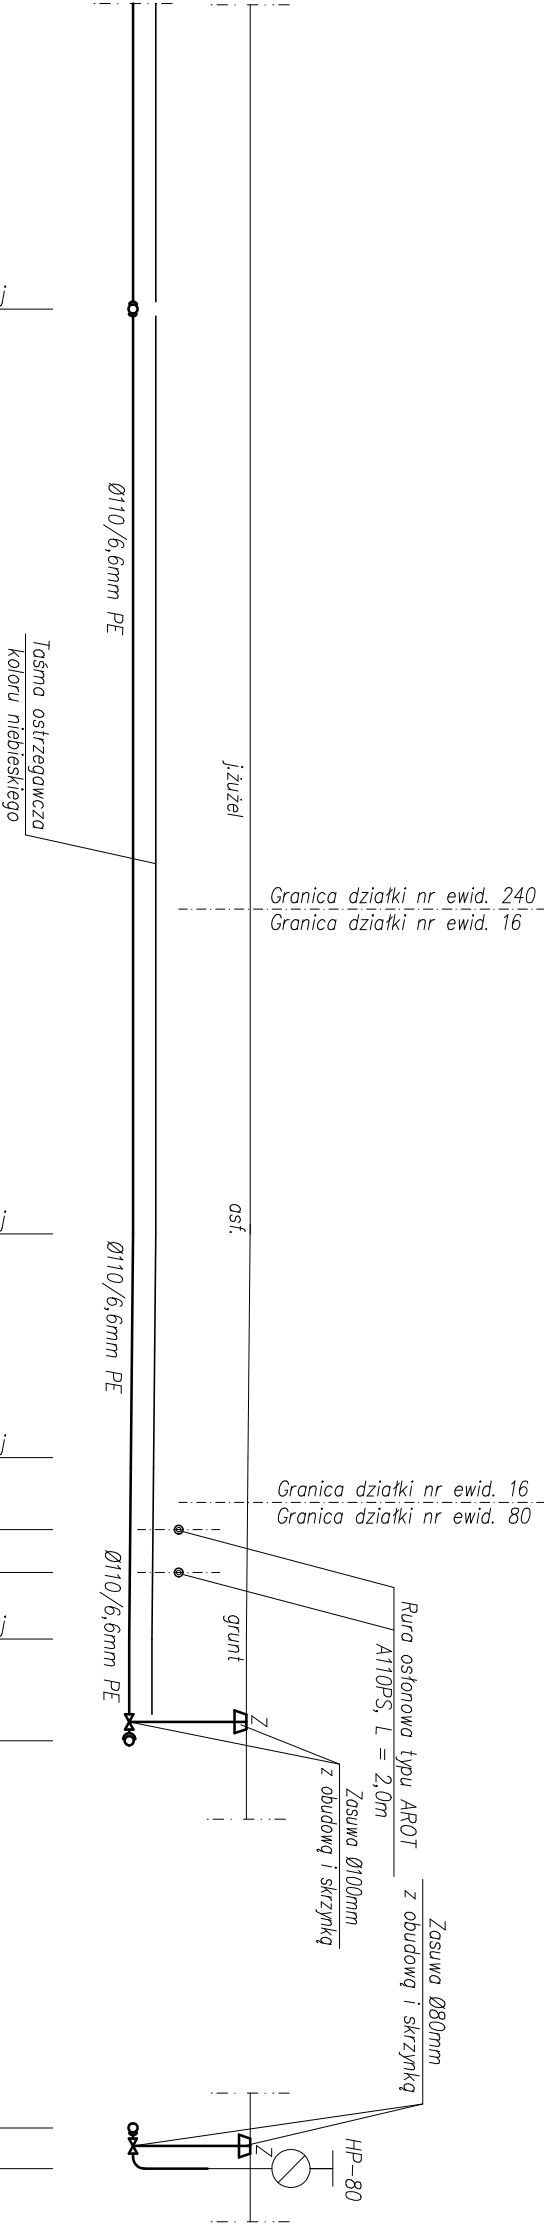 j
Ø110/6,6mm PE
Taśma ostrzegawcza
koloru niebieskiego
j.żużel
Granica działki nr ewid. 240
Granica działki nr ewid. 16
asf.
j
Ø110/6,6mm PE
j
Granica działki nr ewid. 16
Granica działki nr ewid. 80
Ø110/6,6mm PE
grunt
j
Rura osłonowa typu AROT
A110PS, L = 2,0m
Z
Zasuwa Ø100mm
z obudową i skrzynką
Zasuwa Ø80mm
z obudową i skrzynką
Z
HP-80